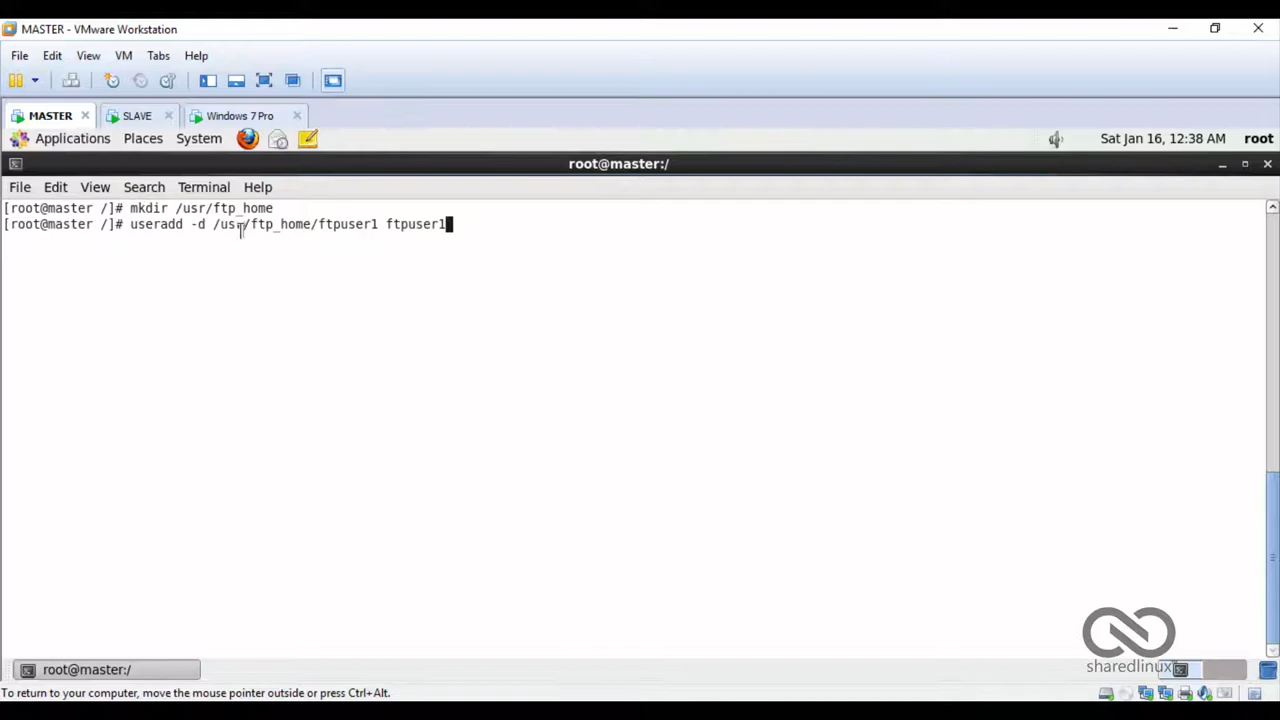 MASTER - VMware Workstation
File Edit View VM Tabs Help
MASTER SLAVE Windows 7 Pro
Applications Places System Sat Jan 16, 12:38 AM root
root@master:/
File Edit View Search Terminal Help
[root@master /]# mkdir /usr/ftp_home
[root@master /]# useradd -d /usr/ftp_home/ftpuser1 ftpuser1
sharedlinux
root@master:/
To return to your computer, move the mouse pointer outside or press Ctrl+Alt.